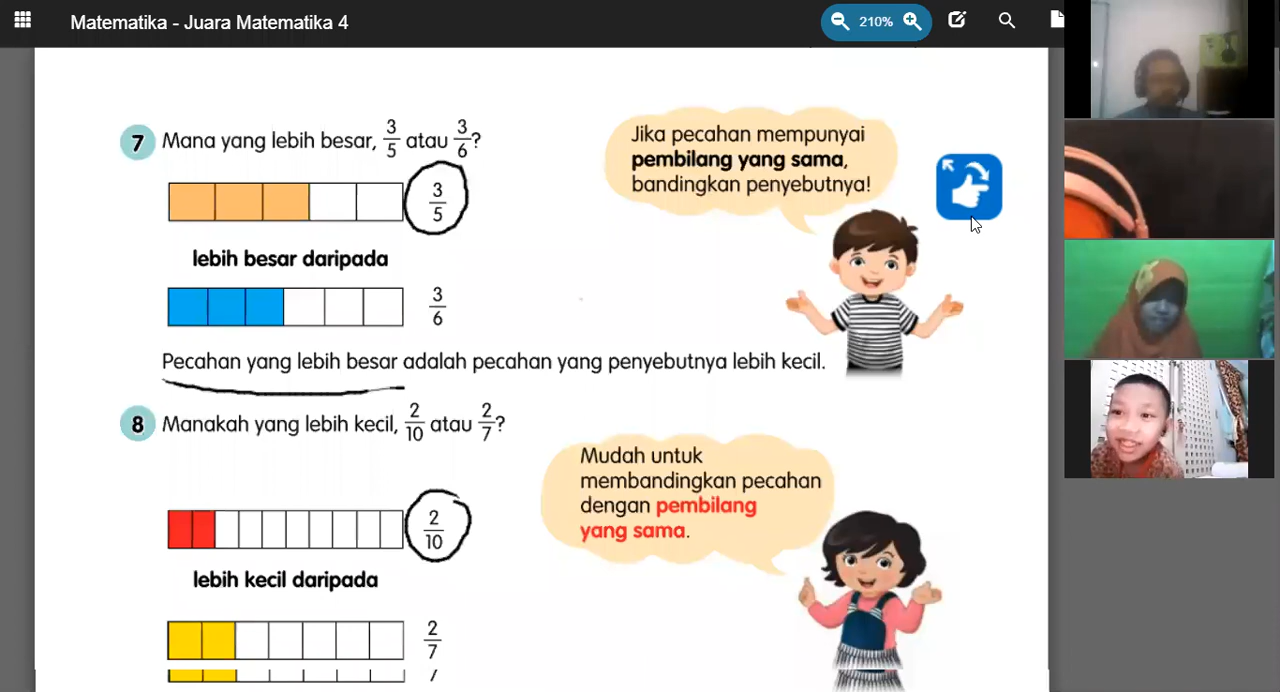 Matematika - Juara Matematika 4
210%
7 Mana yang lebih besar, 3/5 atau 3/6?
3/5
lebih besar daripada
3/6
Jika pecahan mempunyai
pembilang yang sama,
bandingkan penyebutnya!
Pecahan yang lebih besar adalah pecahan yang penyebutnya lebih kecil.
8 Manakah yang lebih kecil, 2/10 atau 2/7?
2/10
lebih kecil daripada
2/7
Mudah untuk
membandingkan pecahan
dengan pembilang
yang sama.